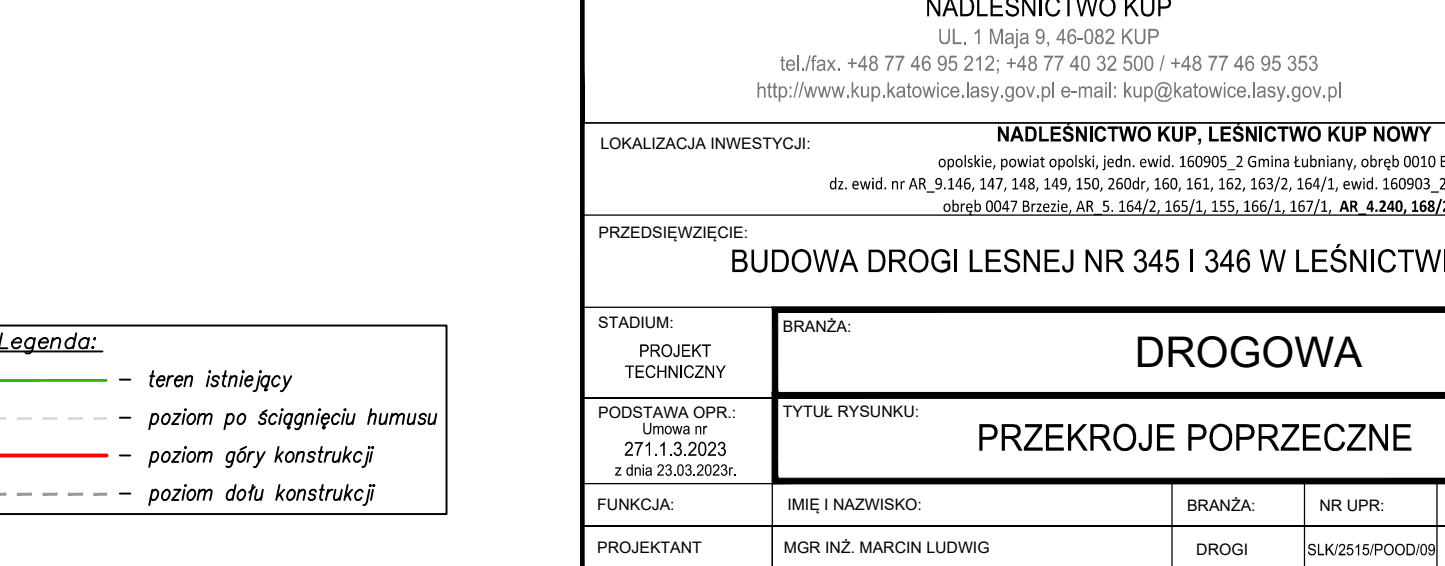 NADLEŚNICTWO KUP
UL. 1 Maja 9, 46-082 KUP
tel./fax. +48 77 46 95 212; +48 77 40 32 500 / +48 77 46 95 353
http://www.kup.katowice.lasy.gov.pl e-mail: kup@katowice.lasy.gov.pl
LOKALIZACJA INWESTYCJI:
NADLEŚNICTWO KUP, LEŚNICTWO KUP NOWY
opolskie, powiat opolski, jedn. ewid. 160905_2 Gmina Łubniany, obręb 0010
dz. ewid. nr AR_9.146, 147, 148, 149, 150, 260dr, 160, 161, 162, 163/2, 164/1, ewid. 160903_2
obręb 0047 Brzezie, AR_5. 164/2, 165/1, 155, 166/1, 167/1, AR_4.240, 168/2
PRZEDSIĘWZIĘCIE:
BUDOWA DROGI LESNEJ NR 345 I 346 W
STADIUM:
PROJEKT
TECHNICZNY
BRANŻA:
DROGOWA
PODSTAWA OPR.:
Umowa nr
271.1.3.2023
z dnia 23.03.2023r.
TYTUŁ RYSUNKU:
PRZEKROJE POPRZECZNE
FUNKCJA:
IMIĘ I NAZWISKO:
BRANŻA:
NR UPR:
PROJEKTANT
MGR INŻ. MARCIN LUDWIG
DROGI
SLK/2515/POOD/09
Legenda:
– teren istniejący
– poziom po ściągnięciu humusu
– poziom góry konstrukcji
– poziom dołu konstrukcji